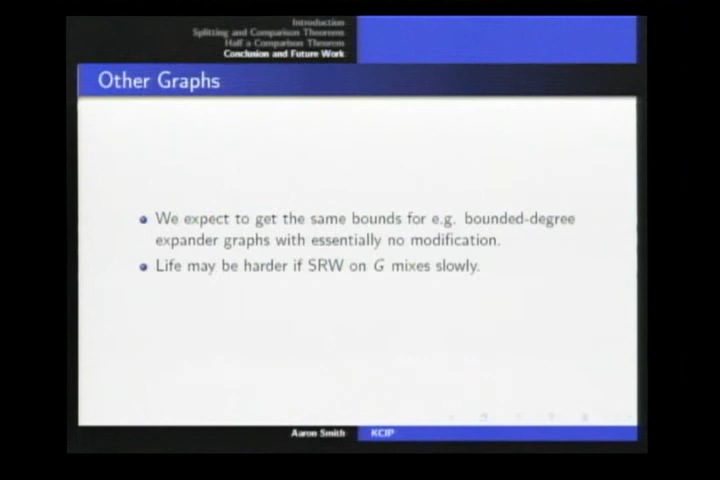 Introduction
Splitting and Comparison Theorems
Half a Comparison Theorem
Conclusion and Future Work
Other Graphs
We expect to get the same bounds for e.g. bounded-degree
expander graphs with essentially no modification.
Life may be harder if SRW on G mixes slowly.
Aaron Smith KCIP